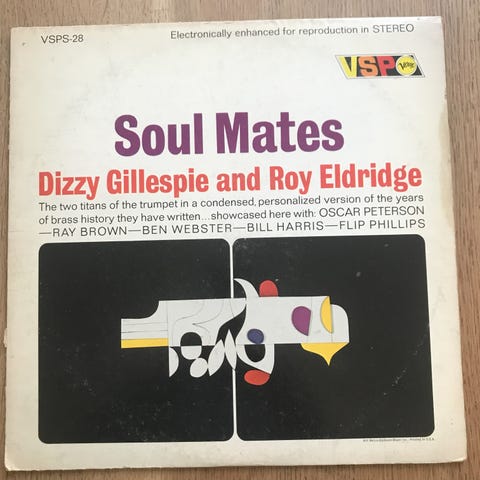 VSPS-28
Electronically enhanced for reproduction in STEREO
VSP
Verve
Soul Mates
Dizzy Gillespie and Roy Eldridge
The two titans of the trumpet in a condensed, personalized version of the years
of brass history they have written...showcased here with: OSCAR PETERSON
—RAY BROWN—BEN WEBSTER—BILL HARRIS—FLIP PHILLIPS